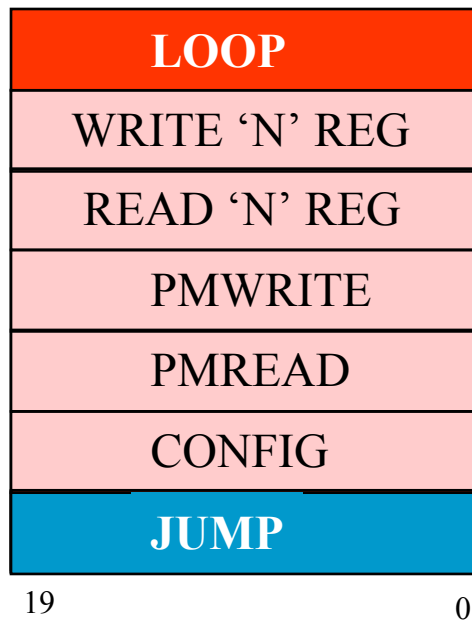 LOOP
WRITE ‘N’ REG
READ ‘N’ REG
PMWRITE
PMREAD
CONFIG
JUMP
19 0